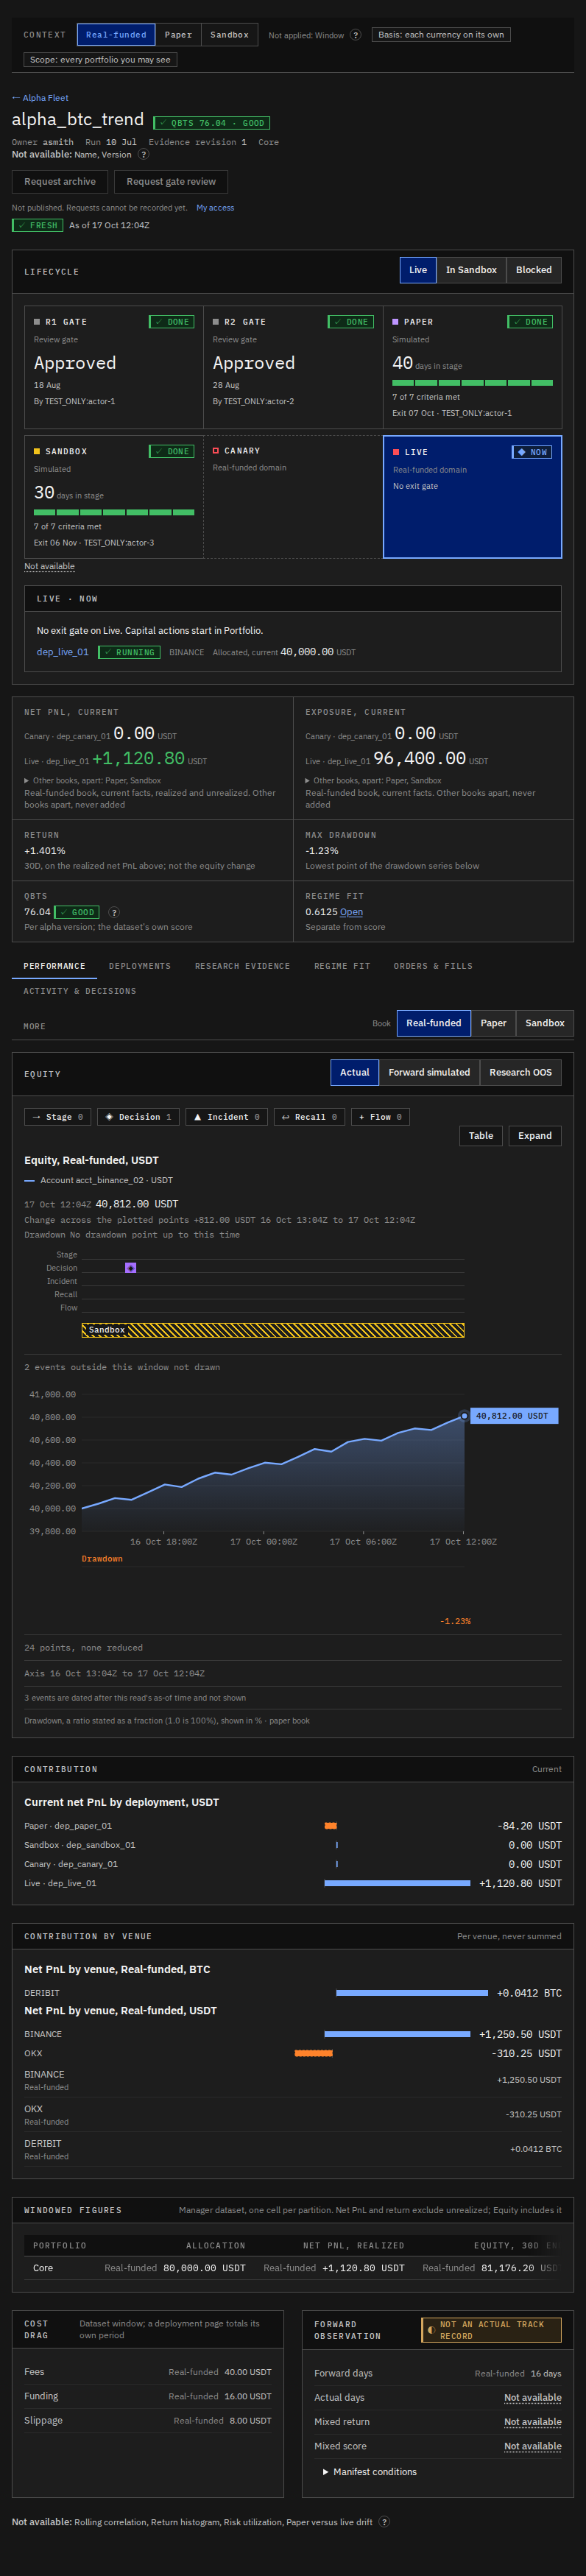 CONTEXT Real-funded Paper Sandbox Not applied: Window ? Basis: each currency on its own
Scope: every portfolio you may see
← Alpha Fleet
alpha_btc_trend ✓ QBTS 76.04 · GOOD
Owner asmith Run 10 Jul Evidence revision 1 Core
Not available: Name, Version ?
Request archive Request gate review
Not published. Requests cannot be recorded yet. My access
✓ FRESH As of 17 Oct 12:04Z
LIFECYCLE Live In Sandbox Blocked
R1 GATE ✓ DONE
Review gate
Approved
18 Aug
By TEST_ONLY:actor-1
R2 GATE ✓ DONE
Review gate
Approved
28 Aug
By TEST_ONLY:actor-2
PAPER ✓ DONE
Simulated
40 days in stage
7 of 7 criteria met
Exit 07 Oct · TEST_ONLY:actor-1
SANDBOX ✓ DONE
Simulated
30 days in stage
7 of 7 criteria met
Exit 06 Nov · TEST_ONLY:actor-3
CANARY
Real-funded domain
LIVE ◆ NOW
Real-funded domain
No exit gate
Not available
LIVE · NOW
No exit gate on Live. Capital actions start in Portfolio.
dep_live_01 ✓ RUNNING BINANCE Allocated, current 40,000.00 USDT
NET PNL, CURRENT
Canary · dep_canary_01 0.00 USDT
Live · dep_live_01 +1,120.80 USDT
▶ Other books, apart: Paper, Sandbox
Real-funded book, current facts, realized and unrealized. Other
books apart, never added
EXPOSURE, CURRENT
Canary · dep_canary_01 0.00 USDT
Live · dep_live_01 96,400.00 USDT
▶ Other books, apart: Paper, Sandbox
Real-funded book, current facts. Other books apart, never
added
RETURN
+1.401%
30D, on the realized net PnL above; not the equity change
MAX DRAWDOWN
-1.23%
Lowest point of the drawdown series below
QBTS
76.04 ✓ GOOD ?
Per alpha version; the dataset's own score
REGIME FIT
0.6125 Open
Separate from score
PERFORMANCE DEPLOYMENTS RESEARCH EVIDENCE REGIME FIT ORDERS & FILLS
ACTIVITY & DECISIONS
MORE Book Real-funded Paper Sandbox
EQUITY Actual Forward simulated Research OOS
→ Stage 0 ◈ Decision 1 ▲ Incident 0 ↩ Recall 0 + Flow 0
Table Expand
Equity, Real-funded, USDT
Account acct_binance_02 · USDT
17 Oct 12:04Z 40,812.00 USDT
Change across the plotted points +812.00 USDT 16 Oct 13:04Z to 17 Oct 12:04Z
Drawdown No drawdown point up to this time
Stage
Decision
Incident
Recall
Flow
Sandbox
2 events outside this window not drawn
41,000.00
40,800.00 40,812.00 USDT
40,600.00
40,400.00
40,200.00
40,000.00
39,800.00
16 Oct 18:00Z 17 Oct 00:00Z 17 Oct 06:00Z 17 Oct 12:00Z
Drawdown
-1.23%
24 points, none reduced
Axis 16 Oct 13:04Z to 17 Oct 12:04Z
3 events are dated after this read's as-of time and not shown
Drawdown, a ratio stated as a fraction (1.0 is 100%), shown in % · paper book
CONTRIBUTION Current
Current net PnL by deployment, USDT
Paper · dep_paper_01 -84.20 USDT
Sandbox · dep_sandbox_01 0.00 USDT
Canary · dep_canary_01 0.00 USDT
Live · dep_live_01 +1,120.80 USDT
CONTRIBUTION BY VENUE Per venue, never summed
Net PnL by venue, Real-funded, BTC
DERIBIT +0.0412 BTC
Net PnL by venue, Real-funded, USDT
BINANCE +1,250.50 USDT
OKX -310.25 USDT
BINANCE
Real-funded +1,250.50 USDT
OKX
Real-funded -310.25 USDT
DERIBIT
Real-funded +0.0412 BTC
WINDOWED FIGURES Manager dataset, one cell per partition. Net PnL and return exclude unrealized; Equity includes it
PORTFOLIO ALLOCATION NET PNL, REALIZED EQUITY, 30D
Core Real-funded 80,000.00 USDT Real-funded +1,120.80 USDT Real-funded 81,176.20 USD
COST DRAG
Dataset window; a deployment page totals its
own period
Fees Real-funded 40.00 USDT
Funding Real-funded 16.00 USDT
Slippage Real-funded 8.00 USDT
FORWARD OBSERVATION
NOT AN ACTUAL TRACK
RECORD
Forward days Real-funded 16 days
Actual days Not available
Mixed return Not available
Mixed score Not available
▶ Manifest conditions
Not available: Rolling correlation, Return histogram, Risk utilization, Paper versus live drift ?